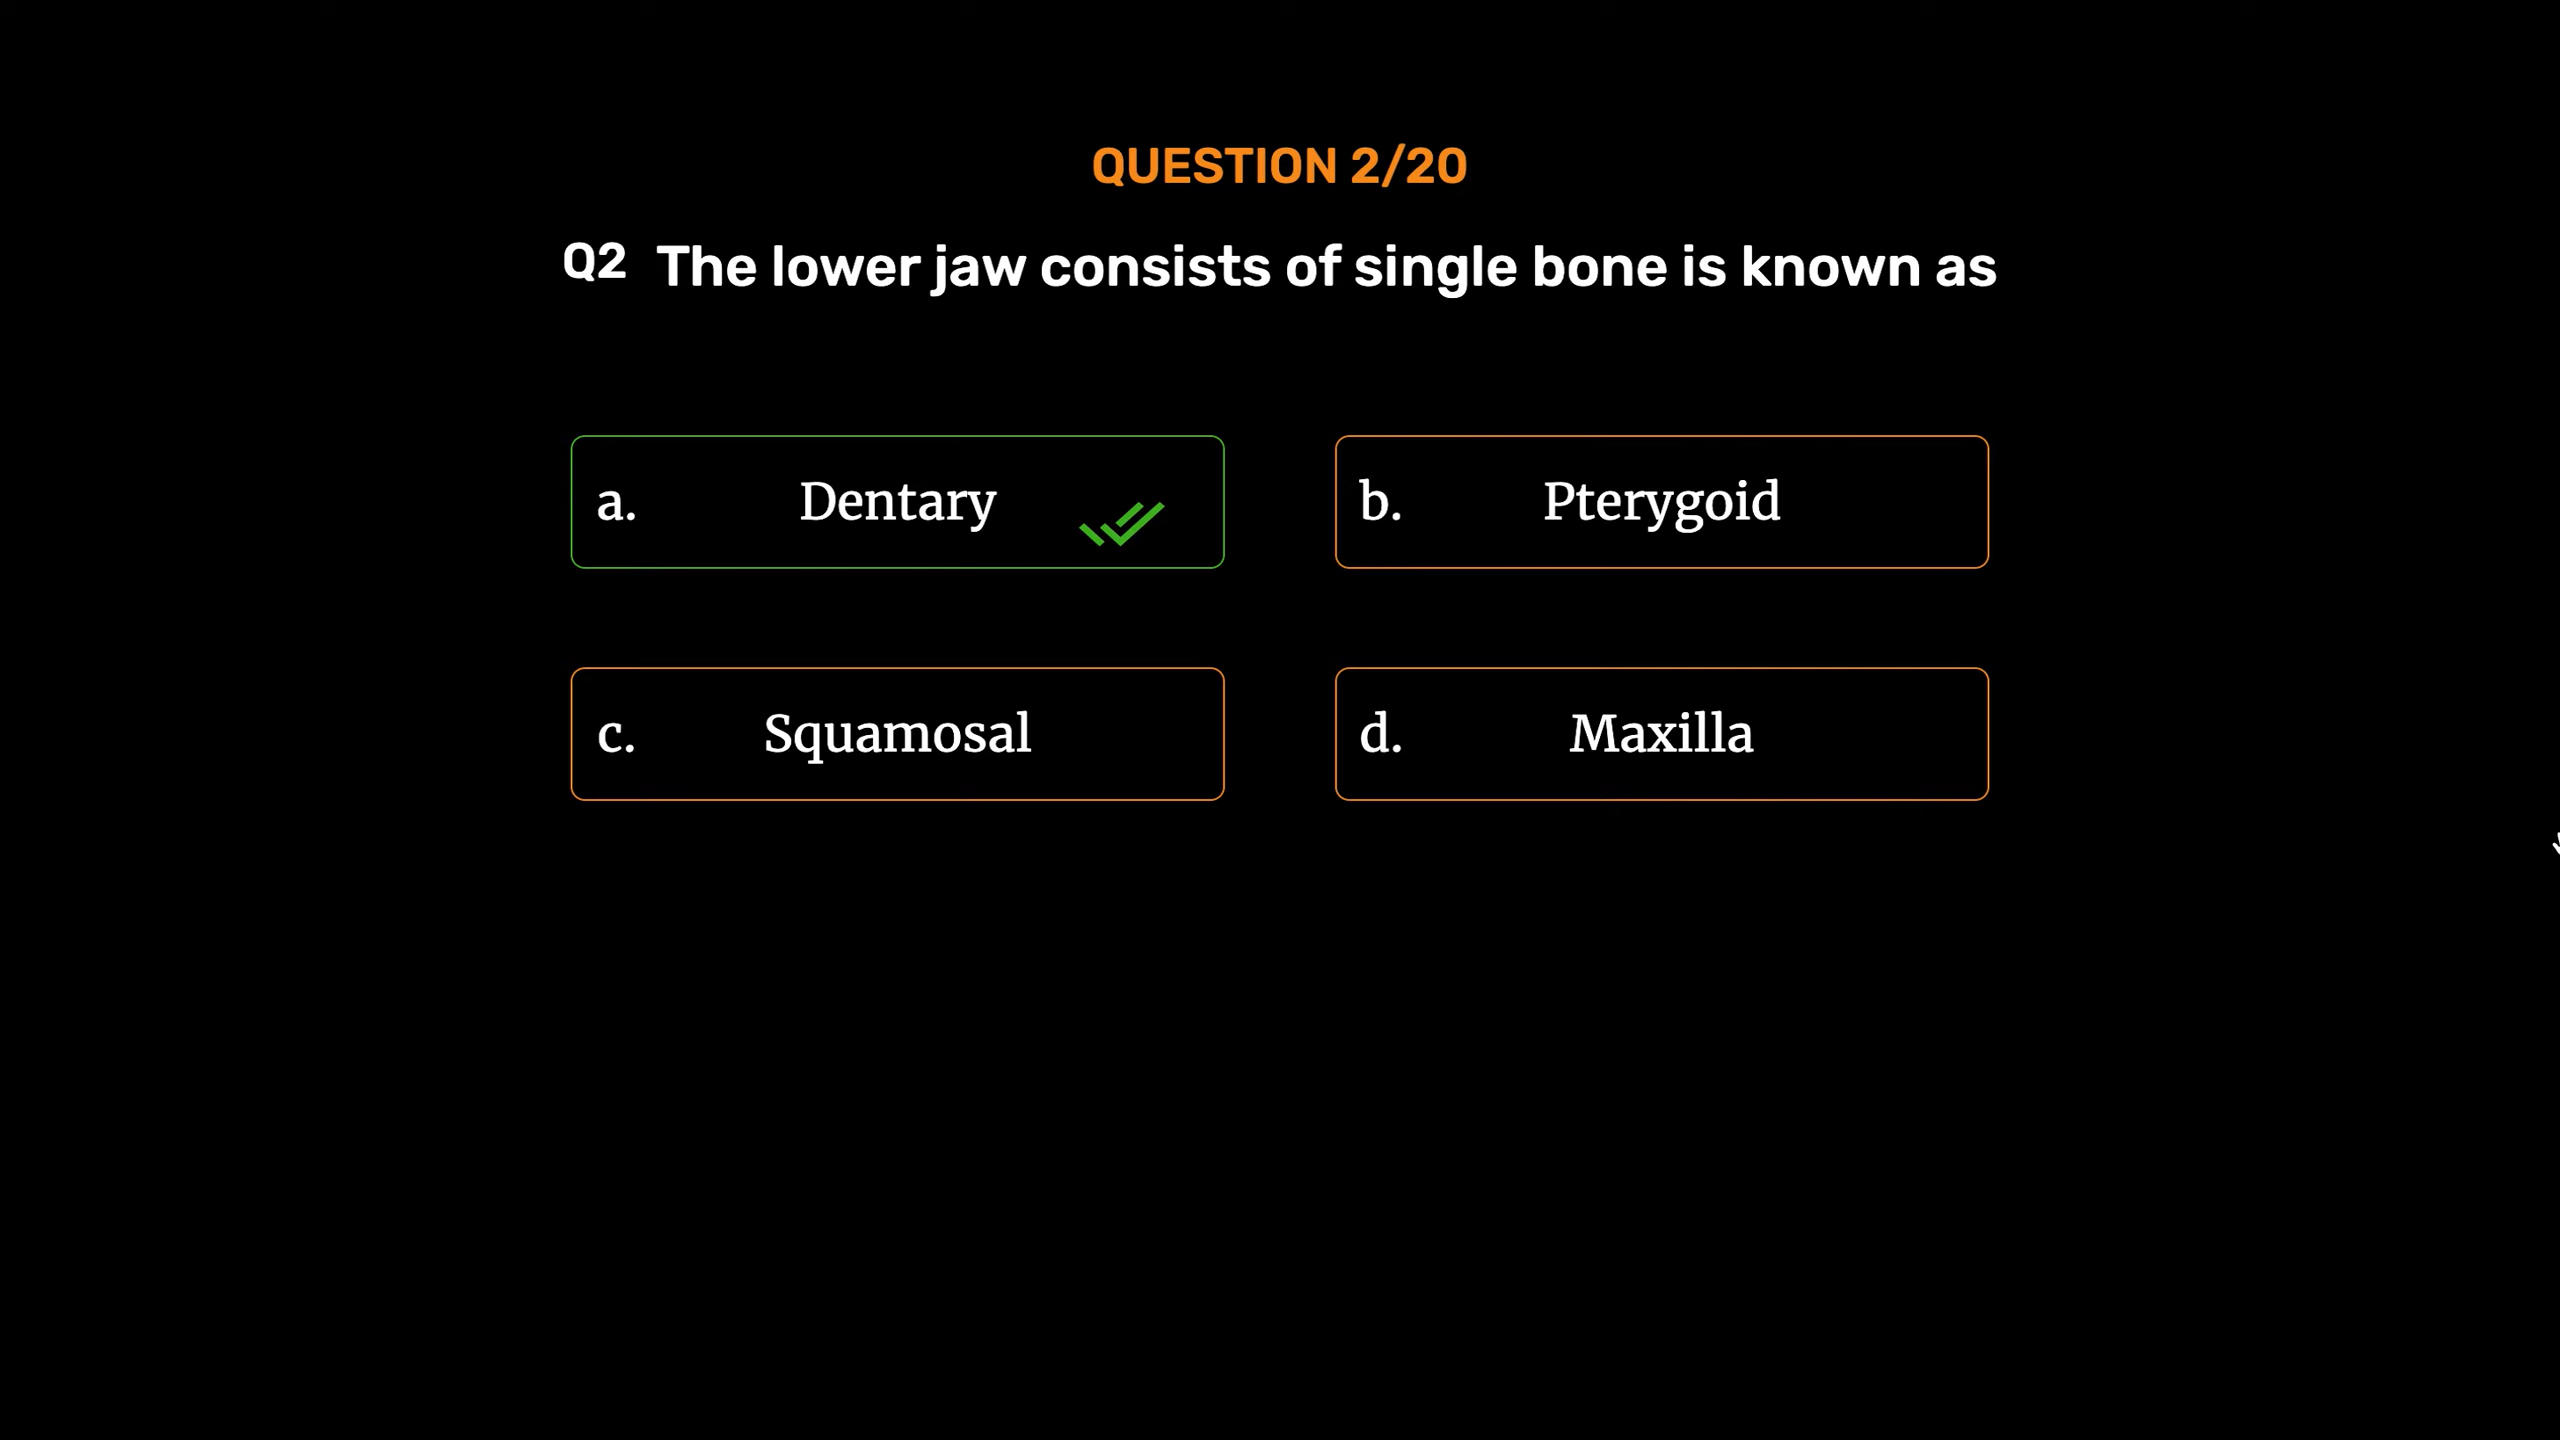 QUESTION 2/20
Q2 The lower jaw consists of single bone is known as
a. Dentary
b. Pterygoid
c. Squamosal
d. Maxilla